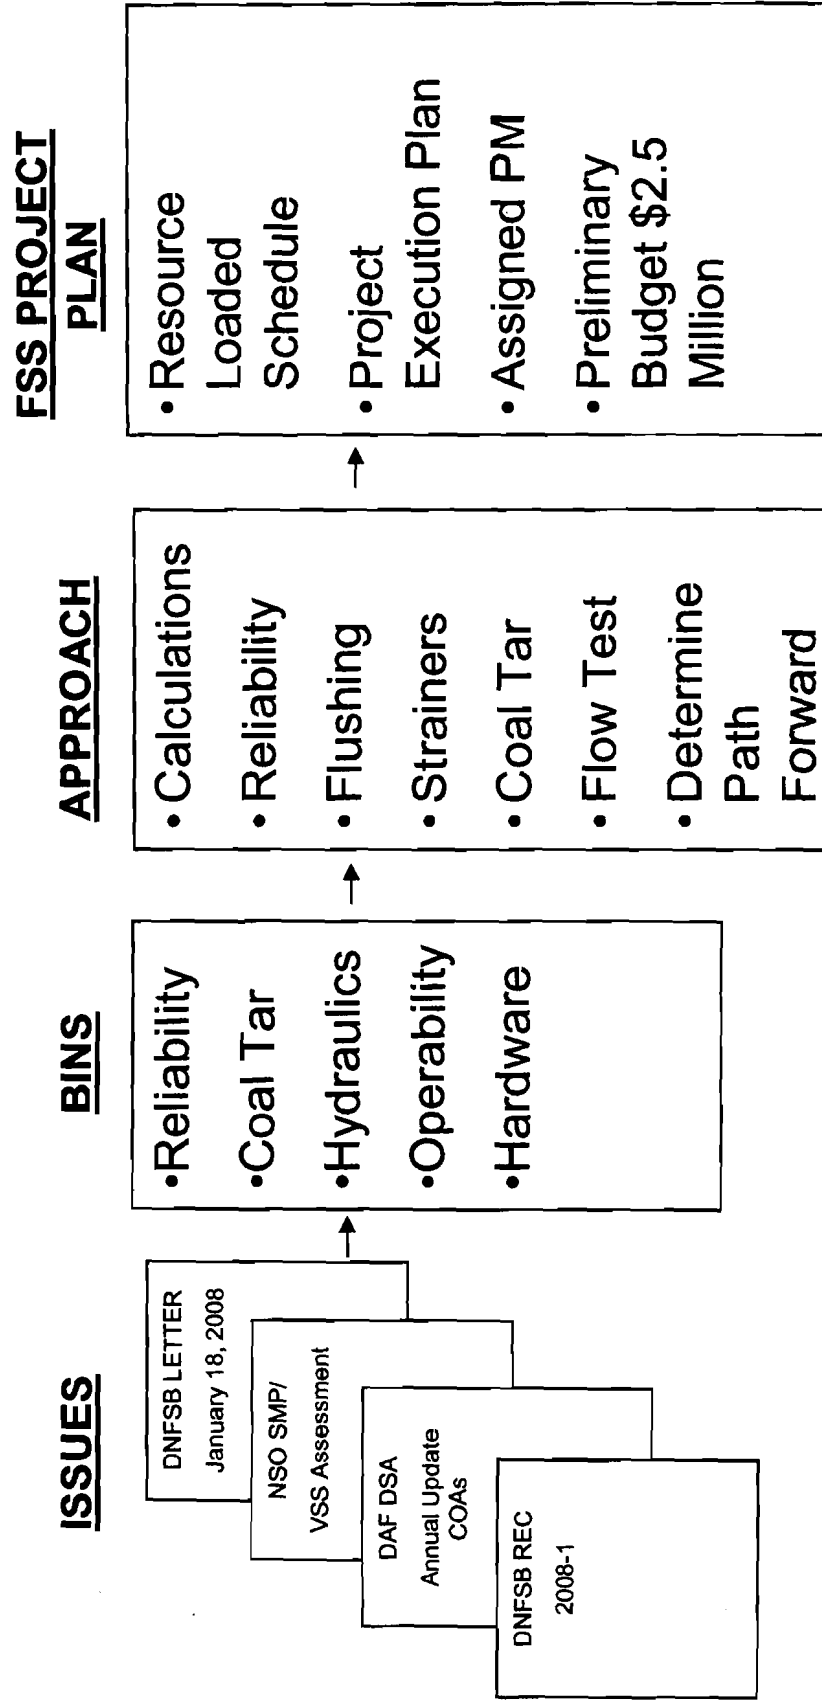 ISSUES
DNFSB LETTER
January 18, 2008
NSO SMP/
VSS Assessment
DAF DSA
Annual Update
COAs
DNFSB REC
2008-1
BINS
•Reliability
•Coal Tar
•Hydraulics
•Operability
•Hardware
APPROACH
• Calculations
• Reliability
• Flushing
• Strainers
• Coal Tar
• Flow Test
• Determine
Path
Forward
FSS PROJECT
PLAN
• Resource
Loaded
Schedule
• Project
Execution Plan
• Assigned PM
• Preliminary
Budget $2.5
Million